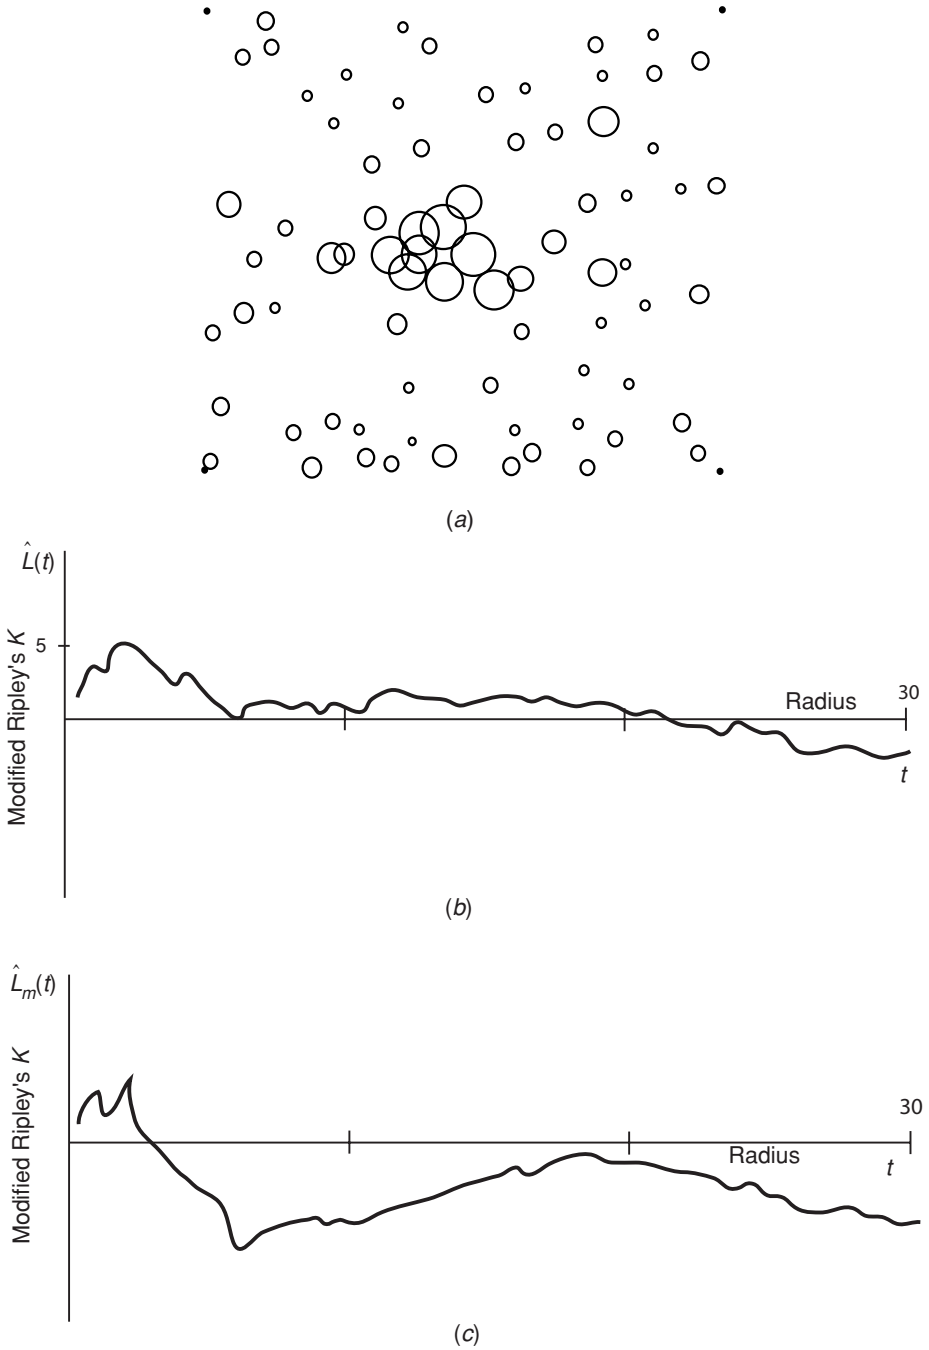 (a)
L̂(t)
5
Modified Ripley's K
Radius
30
t
(b)
L̂m(t)
Modified Ripley's K
30
Radius
t
(c)